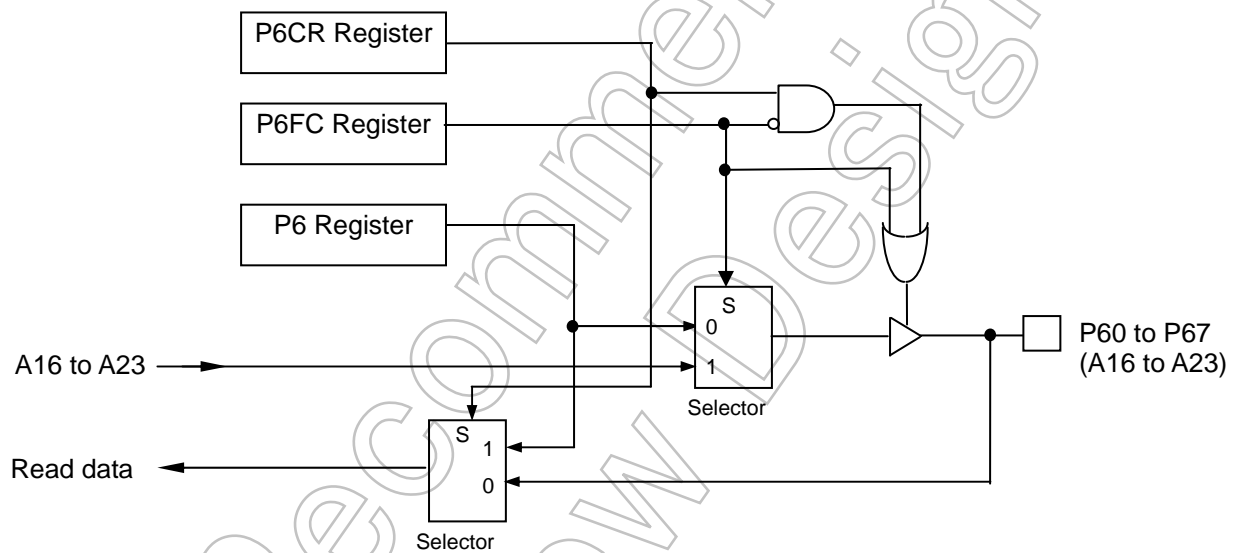 P6CR Register
P6FC Register
P6 Register
S
0
1
A16 to A23
P60 to P67
(A16 to A23)
Selector
S
1
0
Read data
Selector